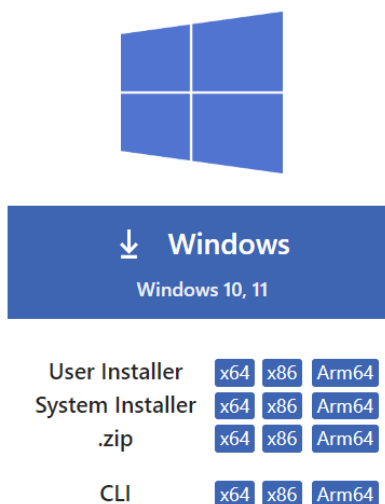 Windows
Windows 10, 11
User Installer x64 x86 Arm64
System Installer x64 x86 Arm64
.zip x64 x86 Arm64
CLI x64 x86 Arm64